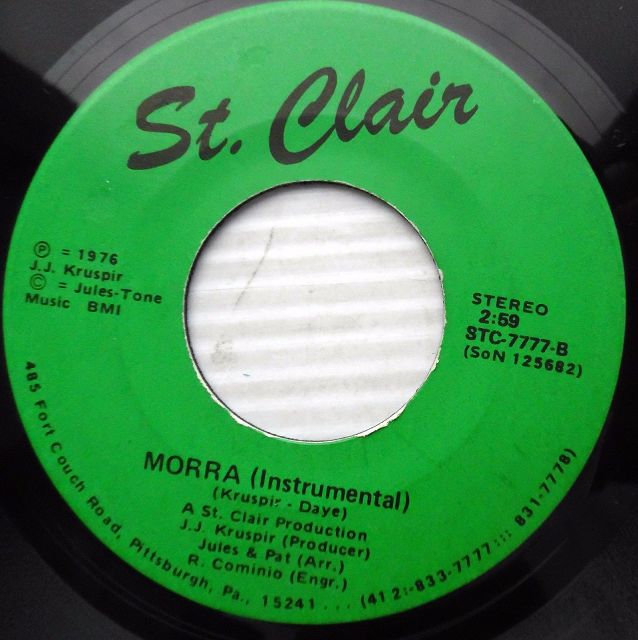 St. Clair
Ⓟ = 1976
J.J. Kruspir
© = Jules-Tone
Music BMI
STEREO
2:59
STC-7777-B
(SoN 125682)
MORRA (Instrumental)
(Kruspir - Daye)
A St. Clair Production
J.J. Kruspir (Producer)
Jules & Pat (Arr.)
R. Cominio (Engr.)
485 Fort Couch Road, Pittsburgh, Pa., 15241 ... (412:-833-7777::: 831-7778)